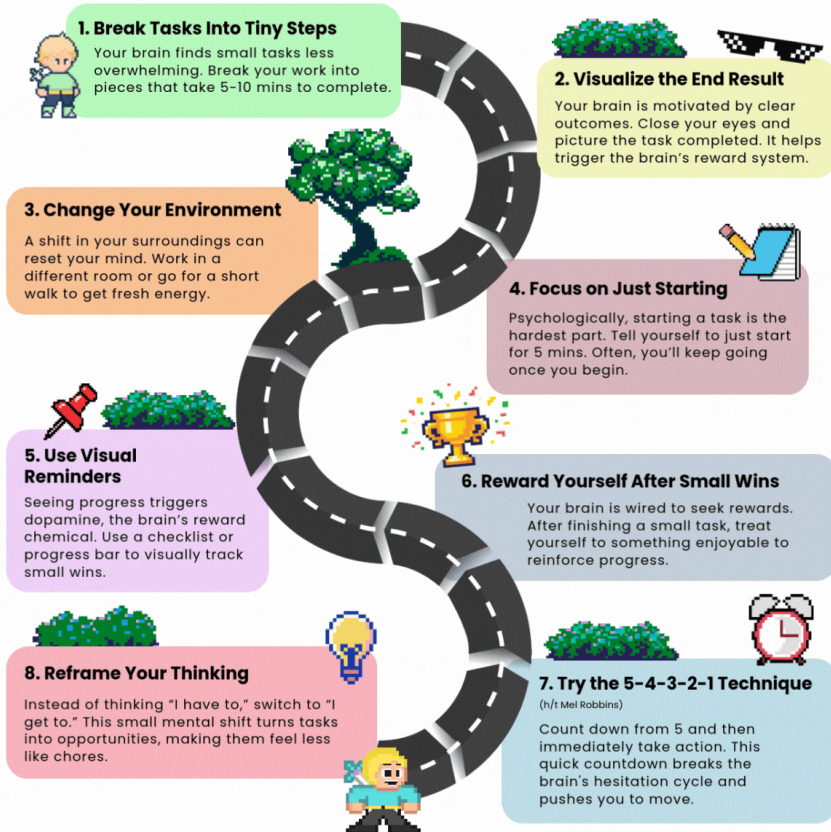 1. Break Tasks Into Tiny Steps
Your brain finds small tasks less
overwhelming. Break your work into
pieces that take 5-10 mins to complete.
2. Visualize the End Result
Your brain is motivated by clear
outcomes. Close your eyes and
picture the task completed. It helps
trigger the brain's reward system.
3. Change Your Environment
A shift in your surroundings can
reset your mind. Work in a
different room or go for a short
walk to get fresh energy.
4. Focus on Just Starting
Psychologically, starting a task is the
hardest part. Tell yourself to just start
for 5 mins. Often, you'll keep going
once you begin.
5. Use Visual
Reminders
Seeing progress triggers
dopamine, the brain's reward
chemical. Use a checklist or
progress bar to visually track
small wins.
6. Reward Yourself After Small Wins
Your brain is wired to seek rewards.
After finishing a small task, treat
yourself to something enjoyable to
reinforce progress.
7. Try the 5-4-3-2-1 Technique
(h/t Mel Robbins)
Count down from 5 and then
immediately take action. This
quick countdown breaks the
brain's hesitation cycle and
pushes you to move.
8. Reframe Your Thinking
Instead of thinking "I have to," switch to "I
get to." This small mental shift turns tasks
into opportunities, making them feel less
like chores.